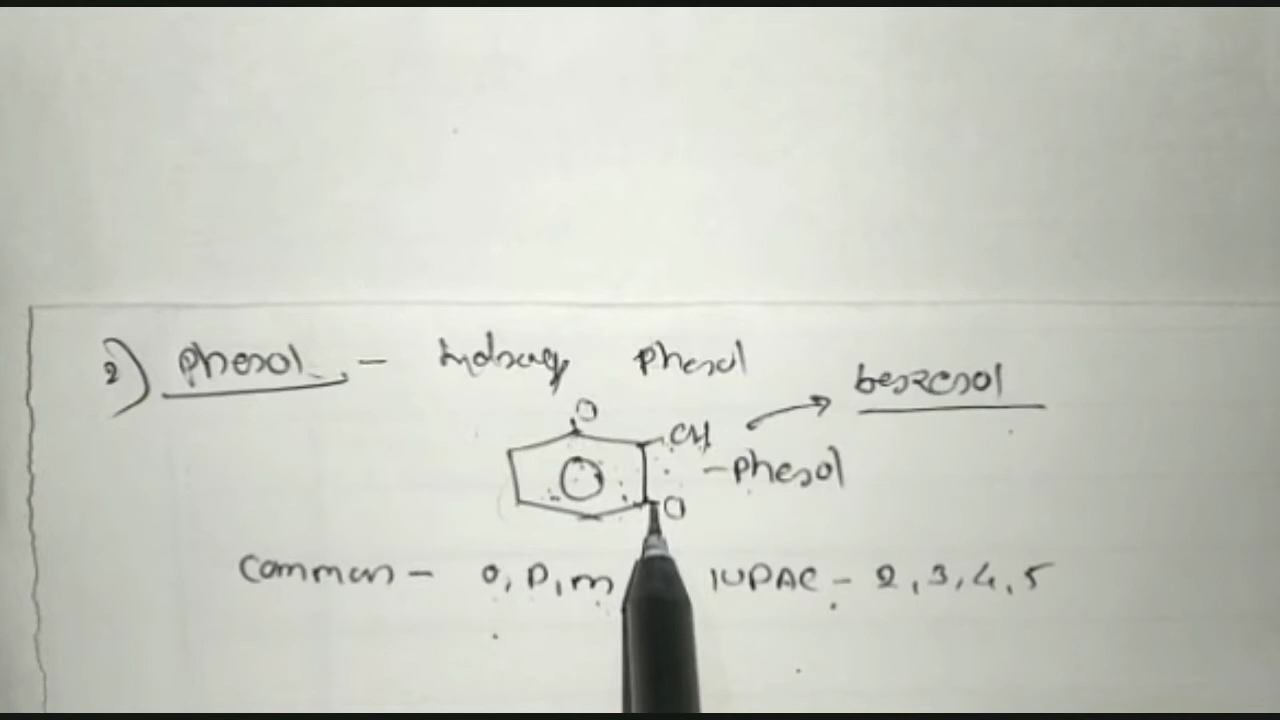 2) phenol - hydroxy phenol
benzenol
O
OH
-phenol
O
common - o, p, m IUPAC - 2, 3, 4, 5